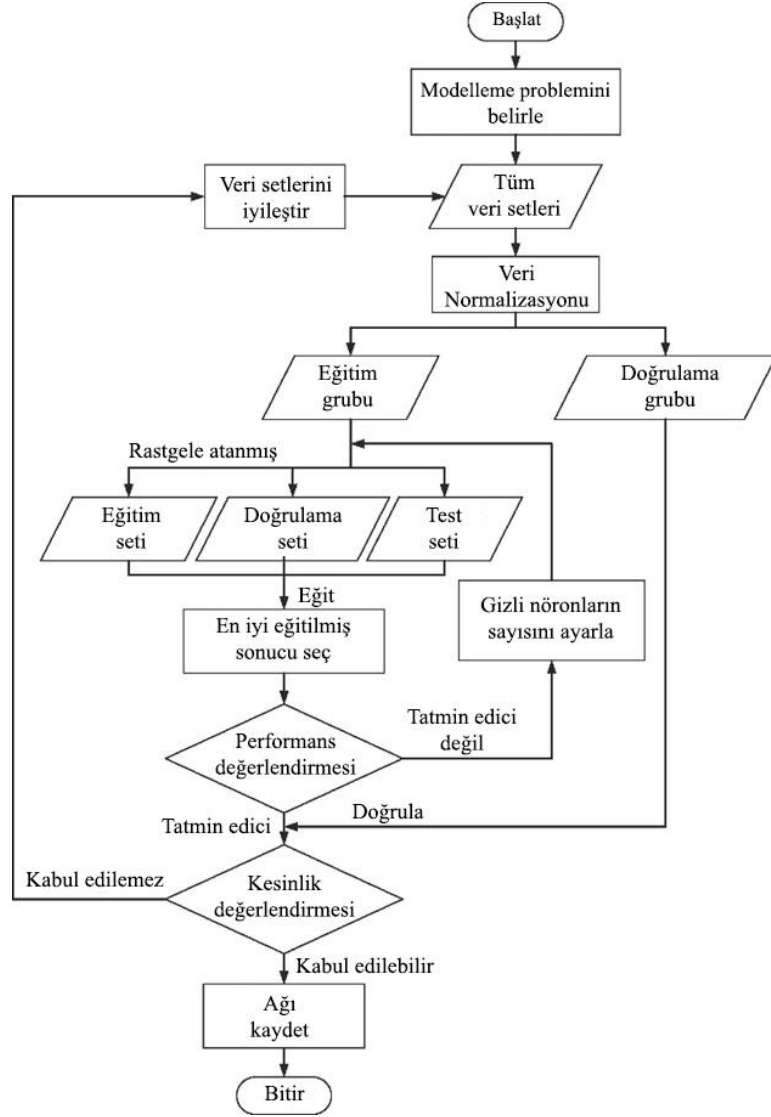 Başlat
Modelleme problemini
belirle
Veri setlerini
iyileştir
Tüm
veri setleri
Veri
Normalizasyonu
Eğitim
grubu
Doğrulama
grubu
Rastgele atanmış
Eğitim
seti
Doğrulama
seti
Test
seti
Eğit
En iyi eğitilmiş
sonucu seç
Gizli nöronların
sayısını ayarla
Performans
değerlendirmesi
Tatmin edici
değil
Tatmin edici
Doğrula
Kabul edilemez
Kesinlik
değerlendirmesi
Kabul edilebilir
Ağı
kaydet
Bitir